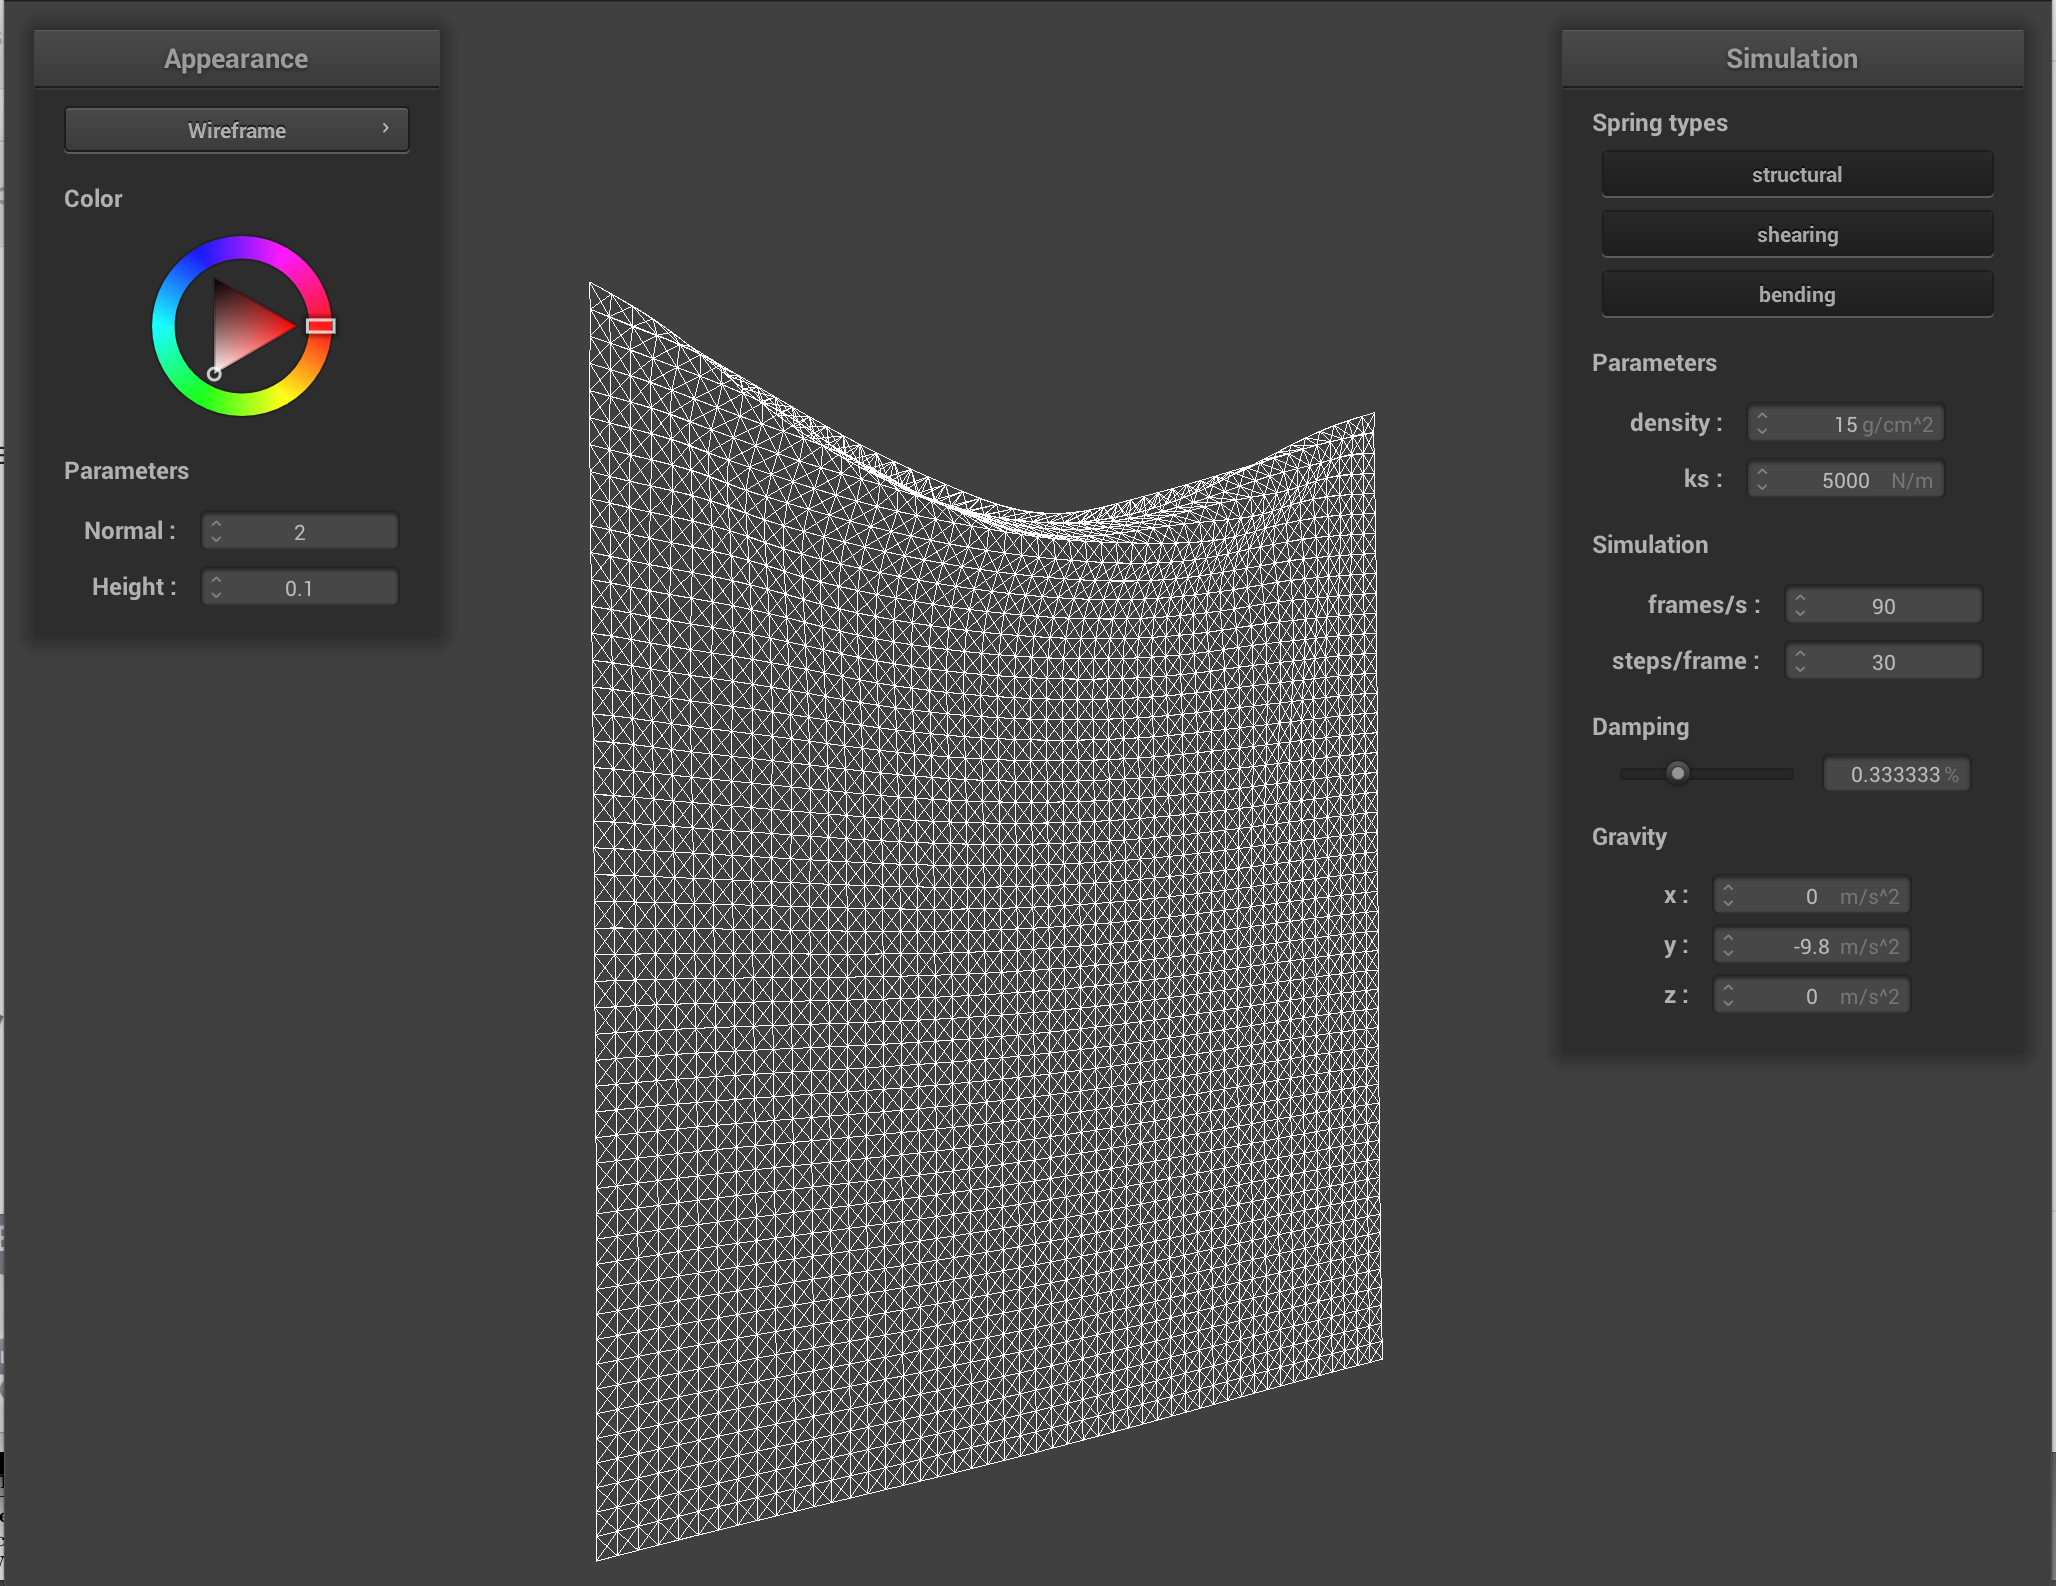 Appearance
Wireframe
Color
Parameters
Normal : 2
Height : 0.1
Simulation
Spring types
structural
shearing
bending
Parameters
density : 15 g/cm^2
ks : 5000 N/m
Simulation
frames/s : 90
steps/frame : 30
Damping
0.333333 %
Gravity
x : 0 m/s^2
y : -9.8 m/s^2
z : 0 m/s^2